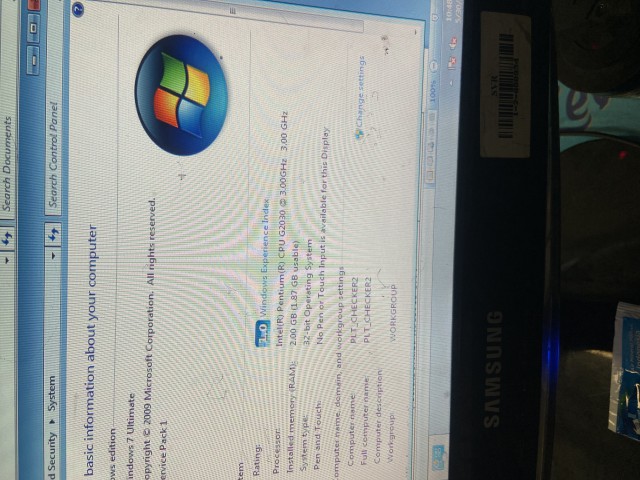 Search Documents
Search Control Panel
d Security ▸ System
basic information about your computer
ows edition
indows 7 Ultimate
opyright © 2009 Microsoft Corporation. All rights reserved.
ervice Pack 1
tem
Rating: 1.0 Windows Experience Index
Processor: Intel(R) Pentium(R) CPU G2030 @ 3.00GHz 3.00 GHz
Installed memory (RAM): 2.00 GB (1.87 GB usable)
System type: 32-bit Operating System
Pen and Touch: No Pen or Touch Input is available for this Display
omputer name, domain, and workgroup settings
Computer name: PLT_CHECKER2
Change settings
Full computer name: PLT_CHECKER2
Computer description:
Workgroup: WORKGROUP
100%
SAMSUNG